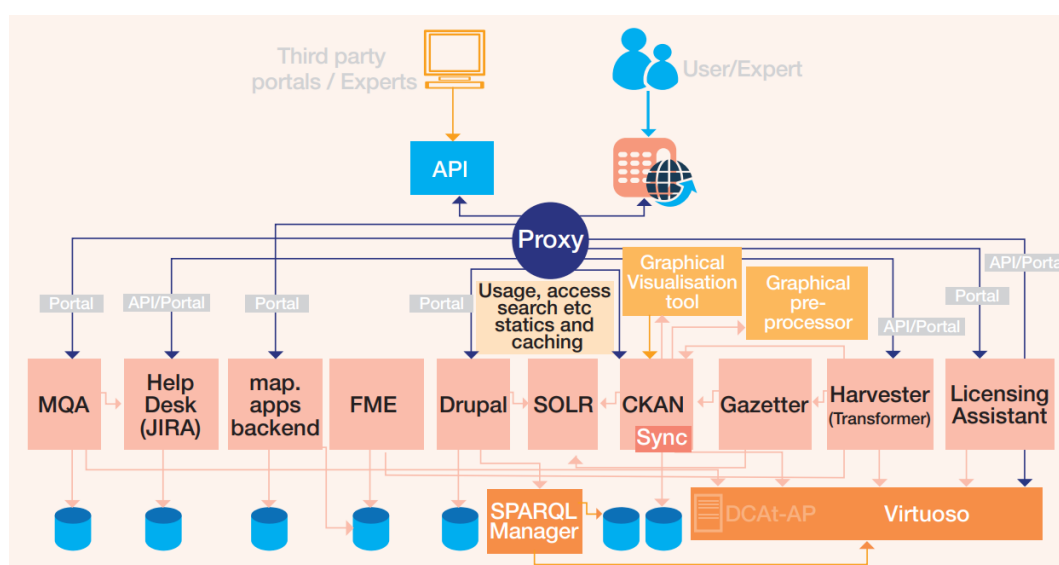 Third party
portals / Experts
User/Expert
API
Proxy
Graphical
Visualisation
tool
API/Portal
Portal
API/Portal
Portal
Portal
Usage, access
search etc
statics and
caching
Graphical
pre-
processor
Portal
API/Portal
MQA
Help
Desk
(JIRA)
map.
apps
backend
FME
Drupal
SOLR
CKAN
Sync
Gazetter
Harvester
(Transformer)
Licensing
Assistant
SPARQL
Manager
DCAt-AP
Virtuoso